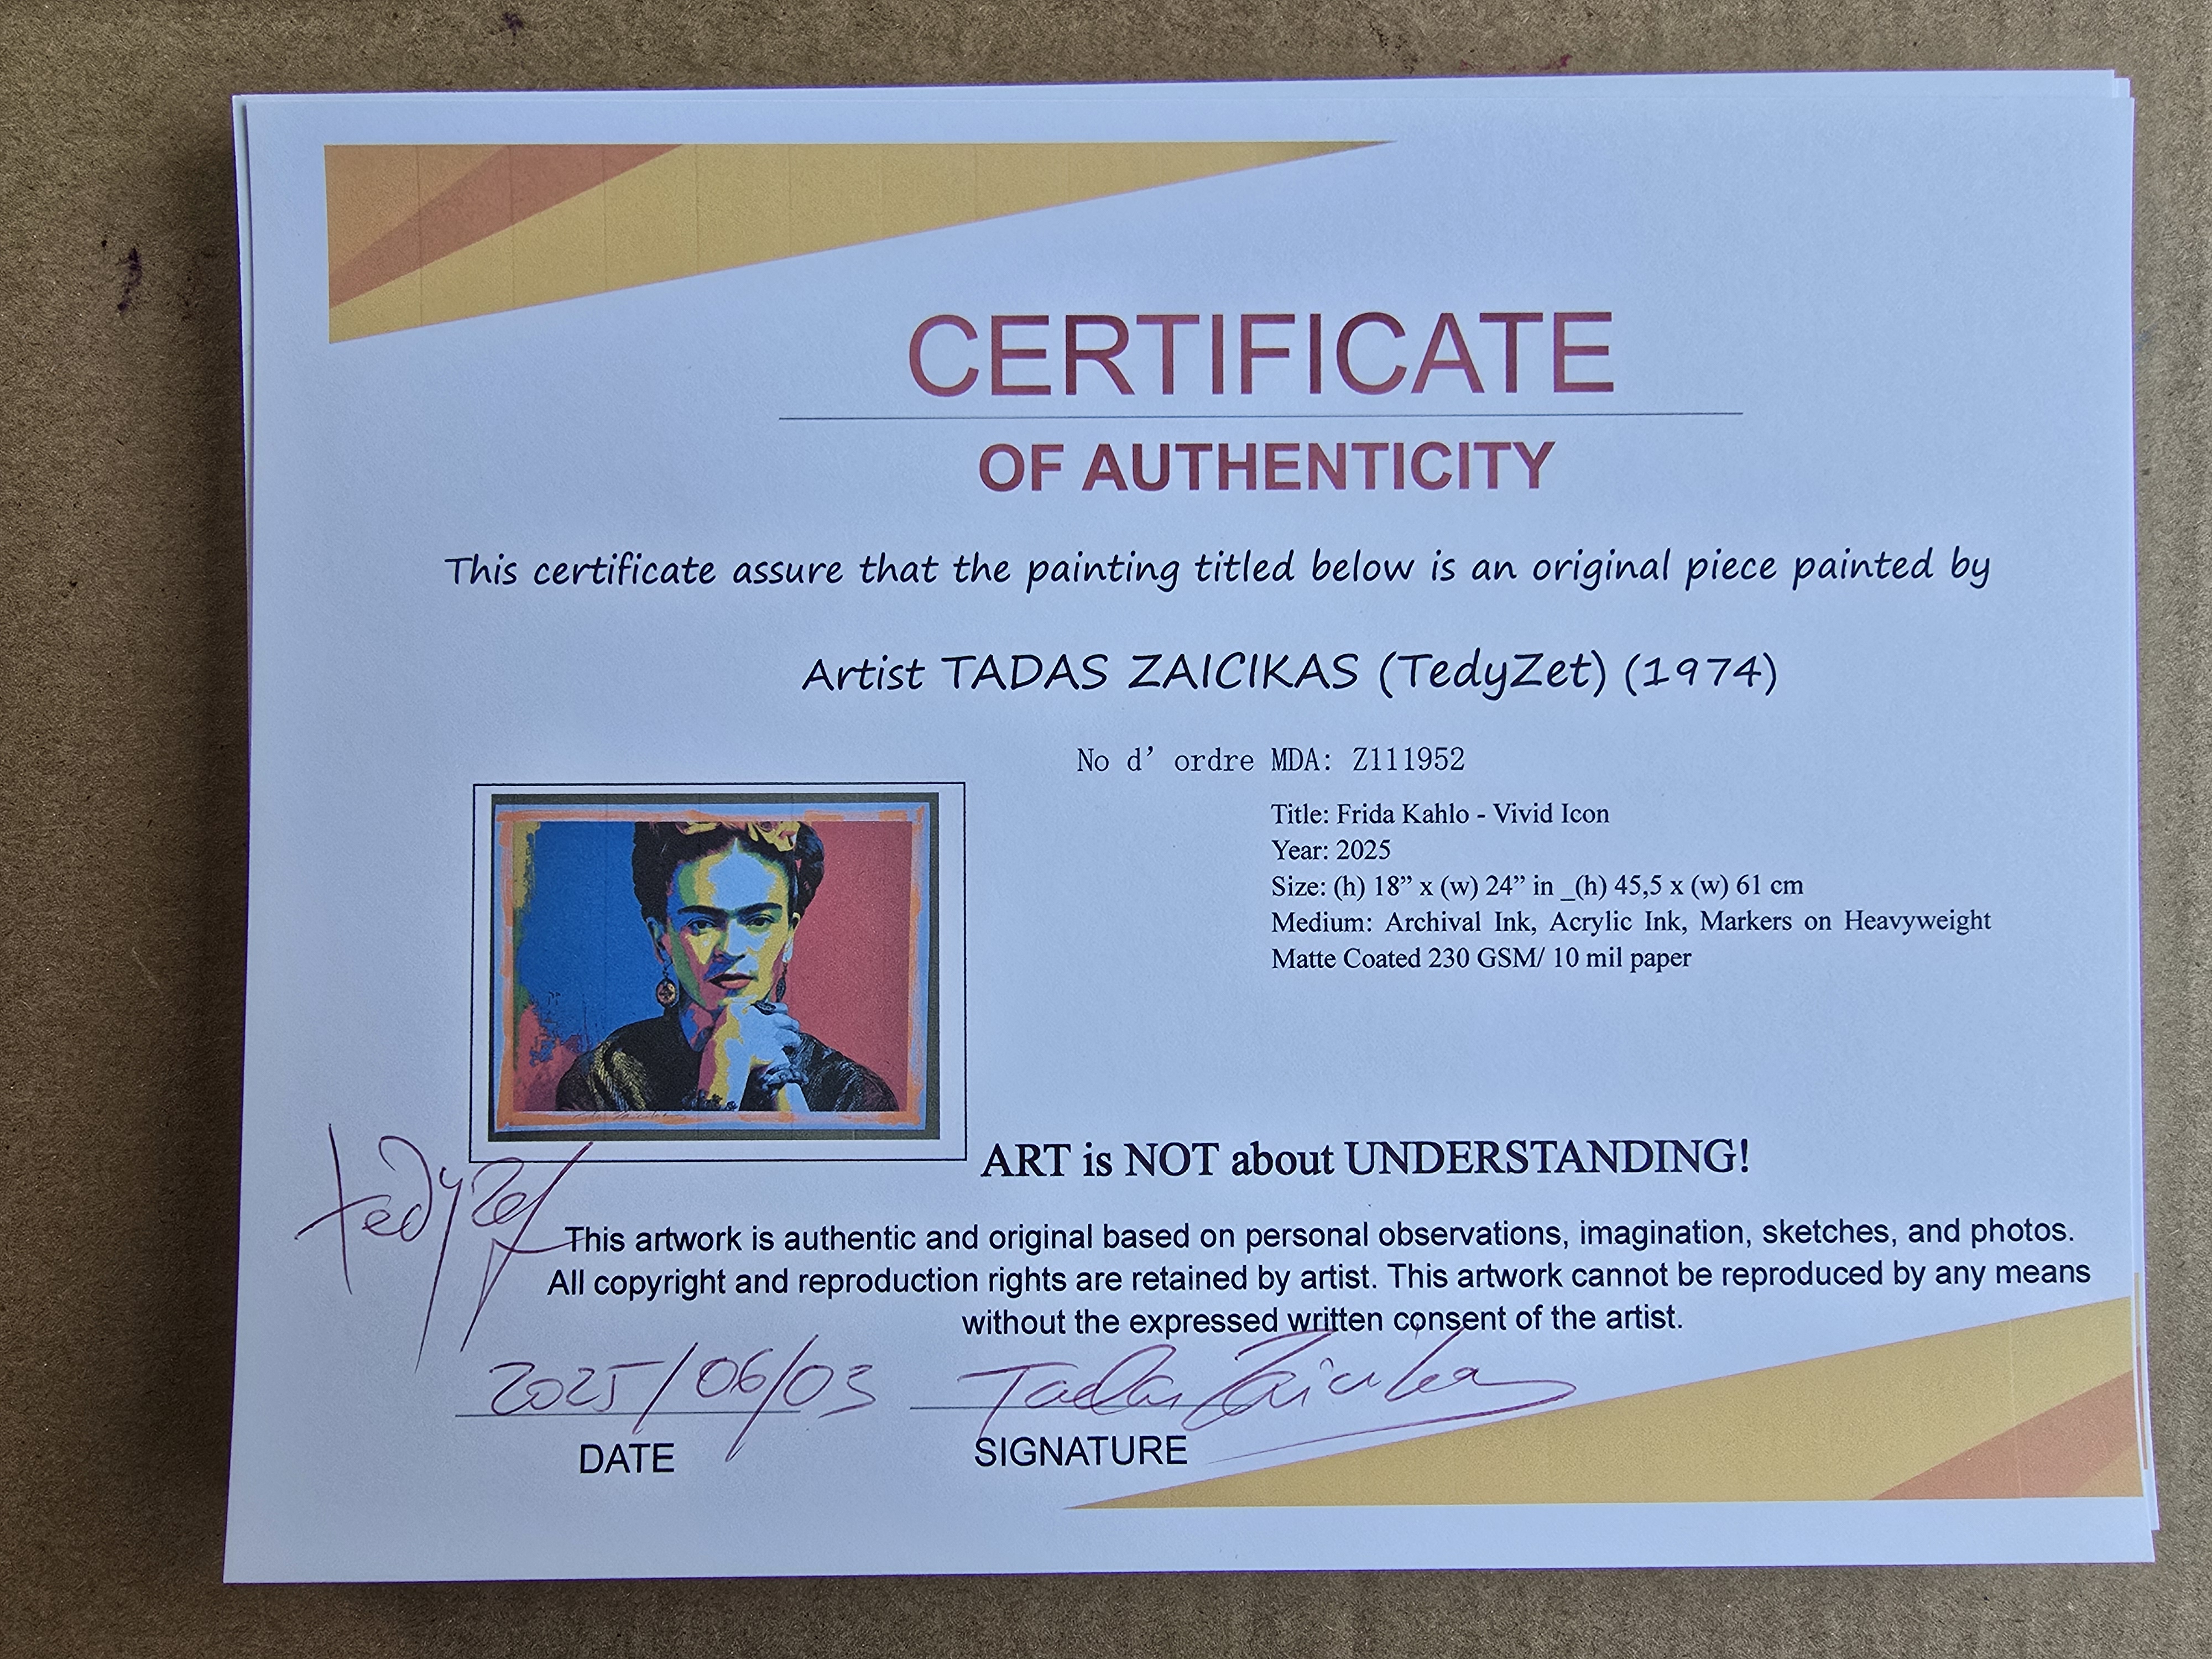 CERTIFICATE
OF AUTHENTICITY
This certificate assure that the painting titled below is an original piece painted by
Artist TADAS ZAICIKAS (TedyZet) (1974)
No d’ ordre MDA: Z111952
Title: Frida Kahlo - Vivid Icon
Year: 2025
Size: (h) 18” x (w) 24” in _(h) 45,5 x (w) 61 cm
Medium: Archival Ink, Acrylic Ink, Markers on Heavyweight
Matte Coated 230 GSM/ 10 mil paper
ART is NOT about UNDERSTANDING!
tedyZet
This artwork is authentic and original based on personal observations, imagination, sketches, and photos.
All copyright and reproduction rights are retained by artist. This artwork cannot be reproduced by any means
without the expressed written consent of the artist.
2025/06/03 Tadas Zaicikas
DATE SIGNATURE